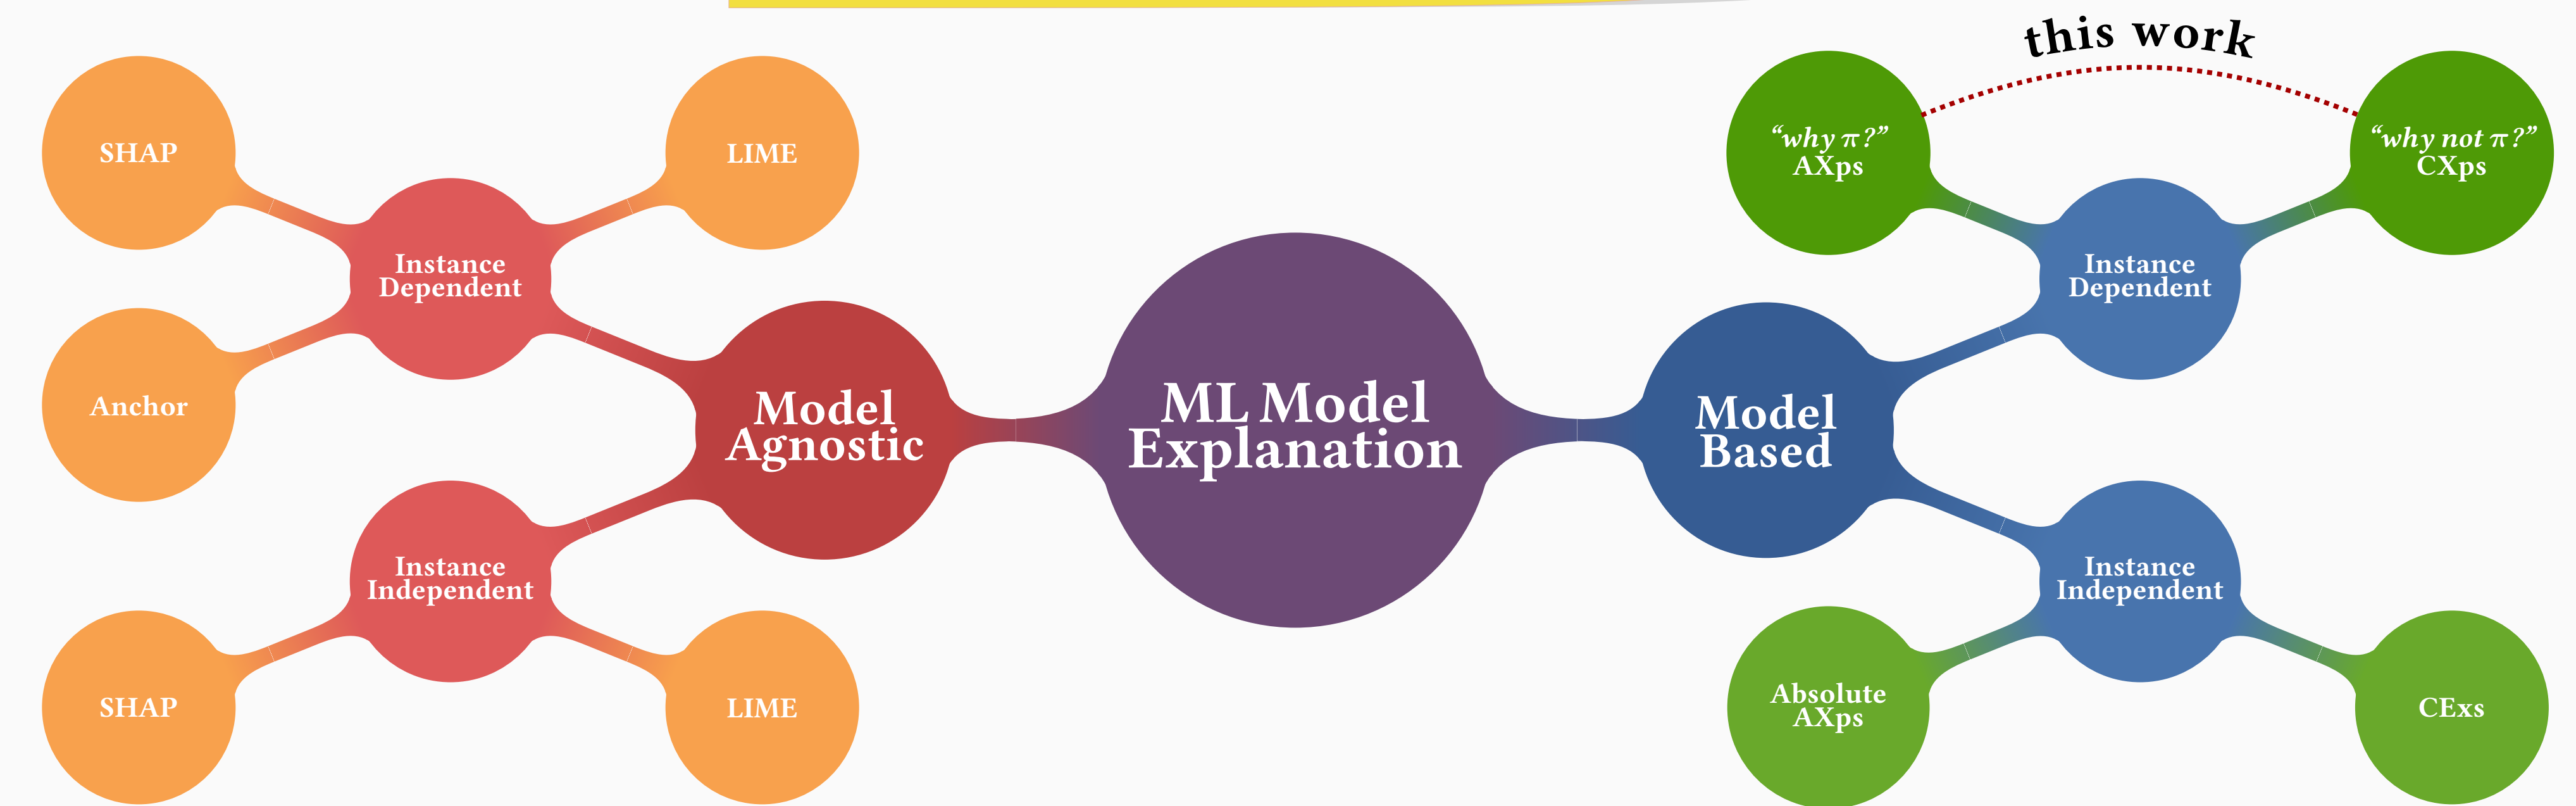 this work
SHAP
LIME
“why π?”
AXps
“why not π?”
CXps
Instance
Dependent
Instance
Dependent
Anchor
Model
Agnostic
ML Model
Explanation
Model
Based
Instance
Independent
Instance
Independent
SHAP
LIME
Absolute
AXps
CExs